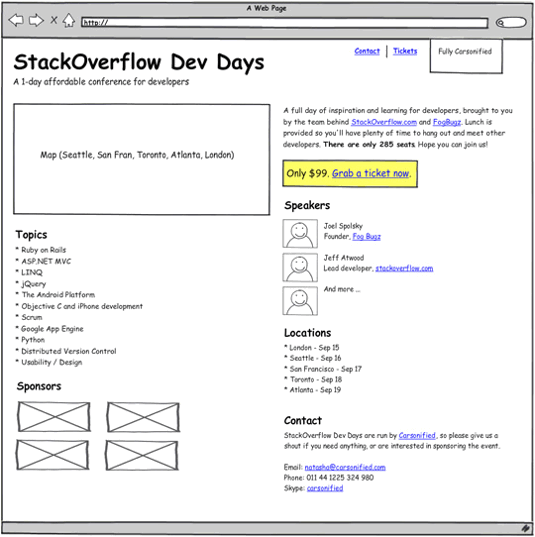 A Web Page
http://
StackOverflow Dev Days
A 1-day affordable conference for developers
Contact | Tickets
Fully Carsonified
Map (Seattle, San Fran, Toronto, Atlanta, London)
Topics
* Ruby on Rails
* ASP.NET MVC
* LINQ
* jQuery
* The Android Platform
* Objective C and iPhone development
* Scrum
* Google App Engine
* Python
* Distributed Version Control
* Usability / Design
Sponsors
A full day of inspiration and learning for developers, brought to you
by the team behind StackOverflow.com and FogBugz. Lunch is
provided so you'll have plenty of time to hang out and meet other
developers. There are only 285 seats. Hope you can join us!
Only $99. Grab a ticket now.
Speakers
Joel Spolsky
Founder, Fog Bugz
Jeff Atwood
Lead developer, stackoverflow.com
And more ...
Locations
* London - Sep 15
* Seattle - Sep 16
* San Francisco - Sep 17
* Toronto - Sep 18
* Atlanta - Sep 19
Contact
StackOverflow Dev Days are run by Carsonified, so please give us a
shout if you need anything, or are interested in sponsoring the event.
Email: natasha@carsonified.com
Phone: 011 44 1225 324 980
Skype: carsonified